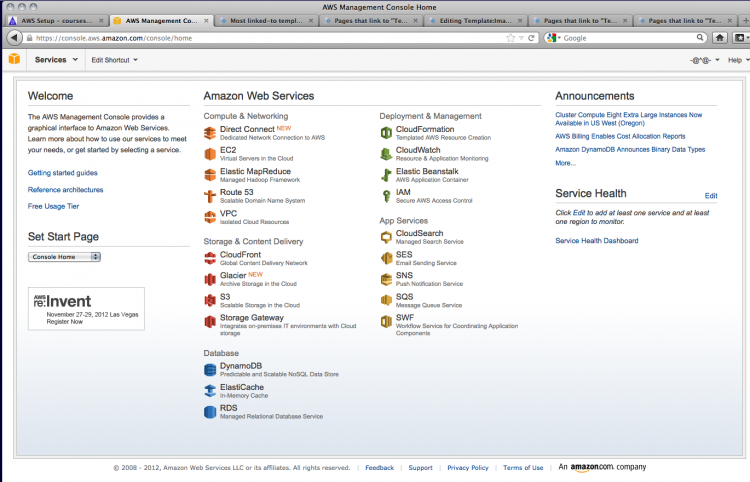 AWS Management Console Home
AWS Setup – courses...
AWS Management Co...
Most linked-to templ...
Pages that link to "Te...
Editing Template:Ima...
Pages that link to "Te...
Pages that link to "Te...
https://console.aws.amazon.com/console/home
Google
Services
Edit Shortcut
-@^@-
Help
Welcome
The AWS Management Console provides a
graphical interface to Amazon Web Services.
Learn more about how to use our services to meet
your needs, or get started by selecting a service.
Getting started guides
Reference architectures
Free Usage Tier
Set Start Page
Console Home
AWS
re:Invent
November 27-29, 2012 Las Vegas
Register Now
Amazon Web Services
Compute & Networking
Direct Connect NEW
Dedicated Network Connection to AWS
EC2
Virtual Servers in the Cloud
Elastic MapReduce
Managed Hadoop Framework
Route 53
Scalable Domain Name System
VPC
Isolated Cloud Resources
Storage & Content Delivery
CloudFront
Global Content Delivery Network
Glacier NEW
Archive Storage in the Cloud
S3
Scalable Storage in the Cloud
Storage Gateway
Integrates on-premises IT environments with Cloud
storage
Database
DynamoDB
Predictable and Scalable NoSQL Data Store
ElastiCache
In-Memory Cache
RDS
Managed Relational Database Service
Deployment & Management
CloudFormation
Templated AWS Resource Creation
CloudWatch
Resource & Application Monitoring
Elastic Beanstalk
AWS Application Container
IAM
Secure AWS Access Control
App Services
CloudSearch
Managed Search Service
SES
Email Sending Service
SNS
Push Notification Service
SQS
Message Queue Service
SWF
Workflow Service for Coordinating Application
Components
Announcements
Cluster Compute Eight Extra Large Instances Now
Available in US West (Oregon)
AWS Billing Enables Cost Allocation Reports
Amazon DynamoDB Announces Binary Data Types
More...
Service Health
Edit
Click Edit to add at least one service and at least
one region to monitor.
Service Health Dashboard
© 2008 - 2012, Amazon Web Services LLC or its affiliates. All rights reserved. | Feedback | Support | Privacy Policy | Terms of Use | An amazon.com. company